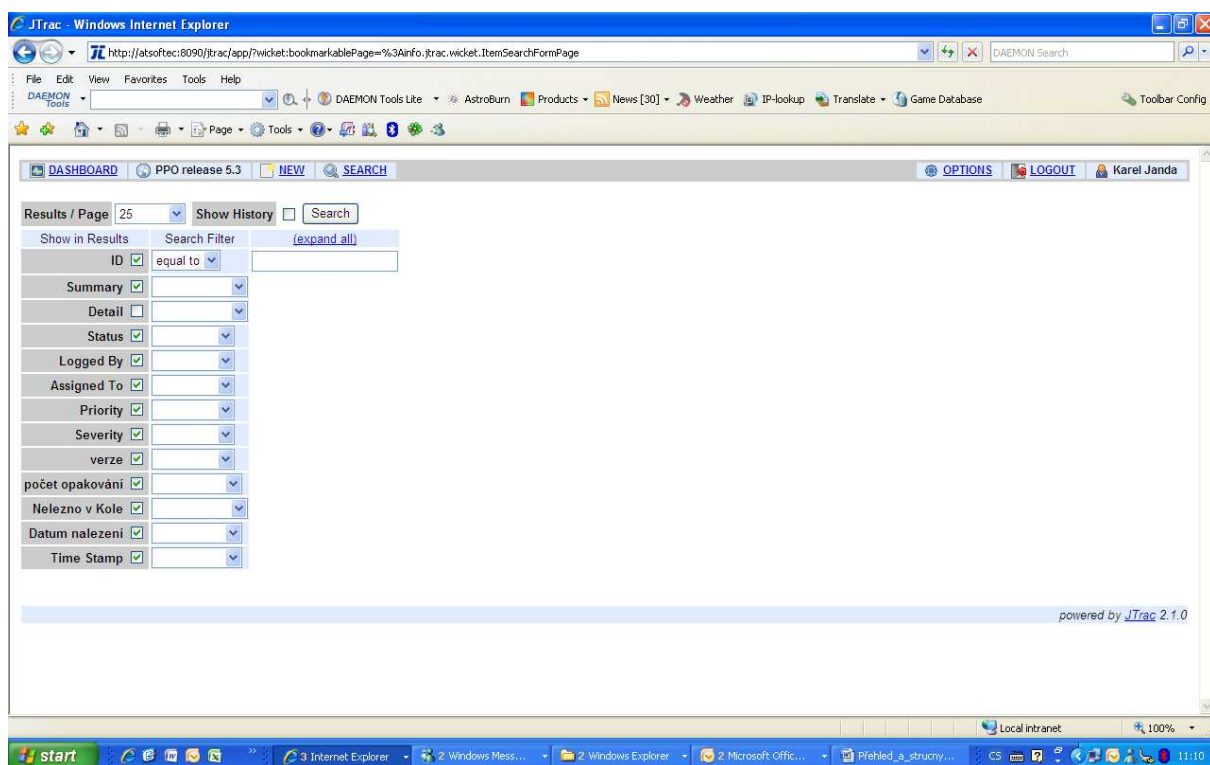 JTrac - Windows Internet Explorer
http://atsoftec:8090/jtrac/app/?wicket:bookmarkablePage=%3Ainfo.jtrac.wicket.ItemSearchFormPage
DAEMON Search
File Edit View Favorites Tools Help
DAEMON Tools
DAEMON Tools Lite AstroBurn Products News [30] Weather IP-lookup Translate Game Database Toolbar Config
Page Tools
DASHBOARD PPO release 5.3 NEW SEARCH OPTIONS LOGOUT Karel Janda
Results / Page 25 Show History Search
Show in Results Search Filter (expand all)
ID equal to
Summary
Detail
Status
Logged By
Assigned To
Priority
Severity
verze
počet opakování
Nelezno v Kole
Datum nalezení
Time Stamp
powered by JTrac 2.1.0
Local intranet 100%
start 3 Internet Explorer 2 Windows Mess... 2 Windows Explorer 2 Microsoft Offic... Přehled_a_strucny... CS 11:10